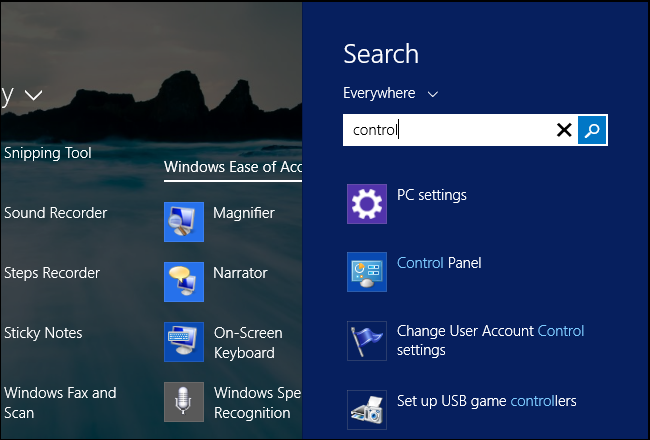 y
Snipping Tool
Sound Recorder
Steps Recorder
Sticky Notes
Windows Fax and
Scan
Windows Ease of Acc
Magnifier
Narrator
On-Screen
Keyboard
Windows Spe
Recognition
Search
Everywhere
control
PC settings
Control Panel
Change User Account Control
settings
Set up USB game controllers